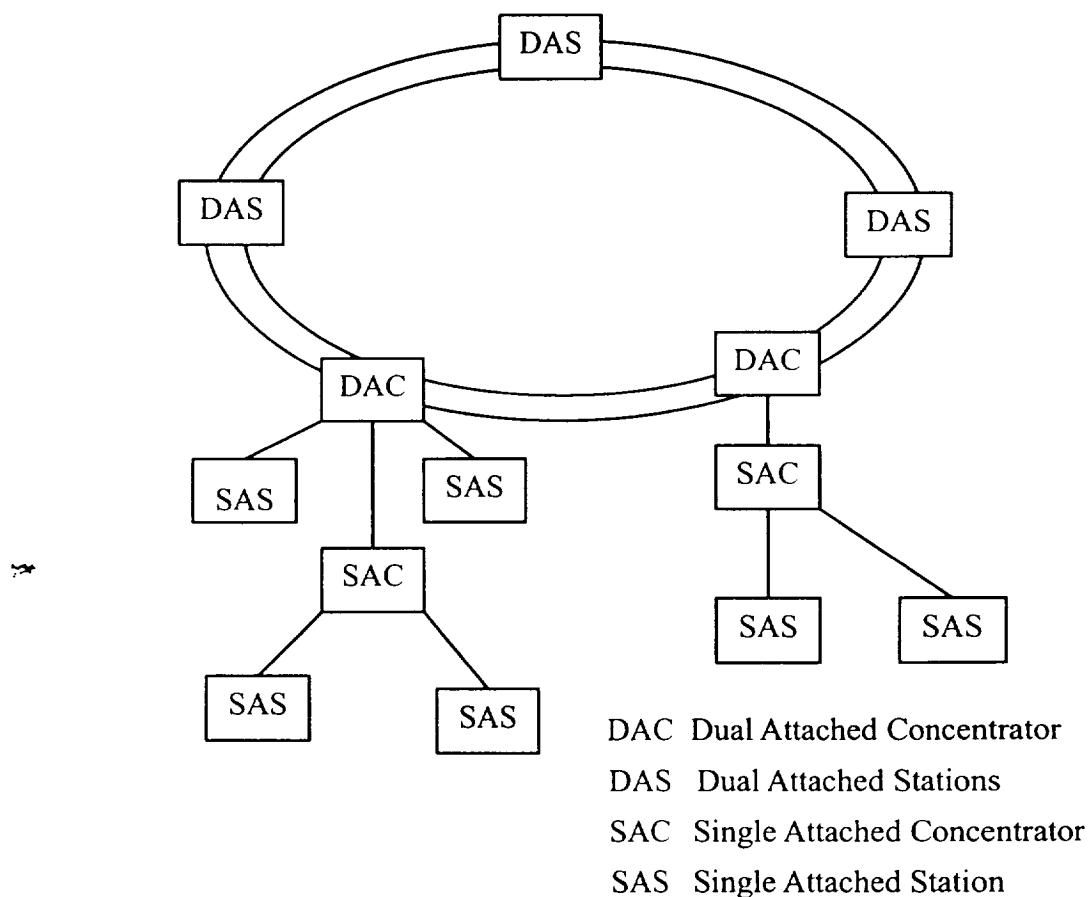 DAS
DAS
DAS
DAC
DAC
SAS
SAS
SAC
SAC
SAS
SAS
SAS
SAS
DAC Dual Attached Concentrator
DAS Dual Attached Stations
SAC Single Attached Concentrator
SAS Single Attached Station